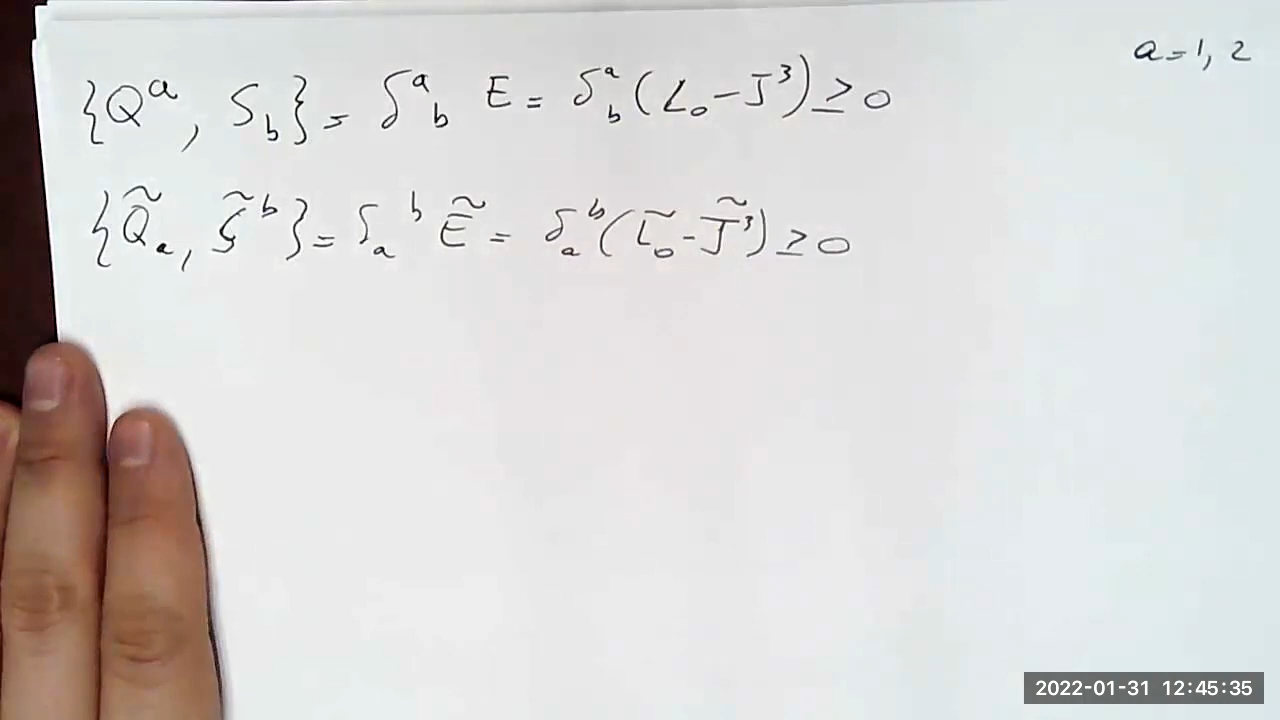 a=1, 2
{Q^a, S_b} = δ^a_b E = δ^a_b (L_0 - J^3) ≥ 0
{Q̃_a, S̃^b} = δ_a^b Ẽ = δ_a^b (L̃_0 - J̃^3) ≥ 0
2022-01-31 12:45:35